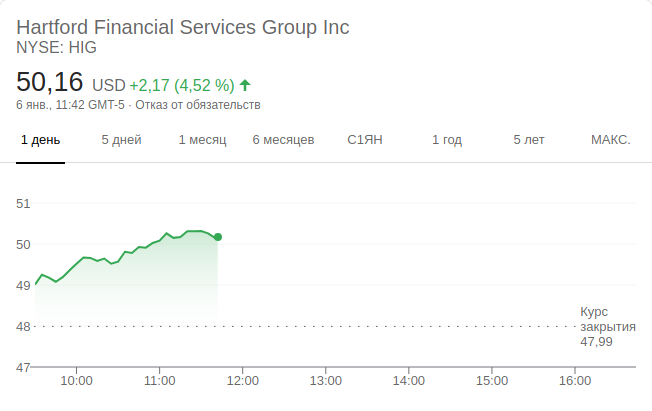 Hartford Financial Services Group Inc
NYSE: HIG
50,16 USD +2,17 (4,52 %)
6 янв., 11:42 GMT-5 · Отказ от обязательств
1 день 5 дней 1 месяц 6 месяцев С1ЯН 1 год 5 лет МАКС.
51
50
49
48
47
Курс
закрытия
47,99
10:00 11:00 12:00 13:00 14:00 15:00 16:00